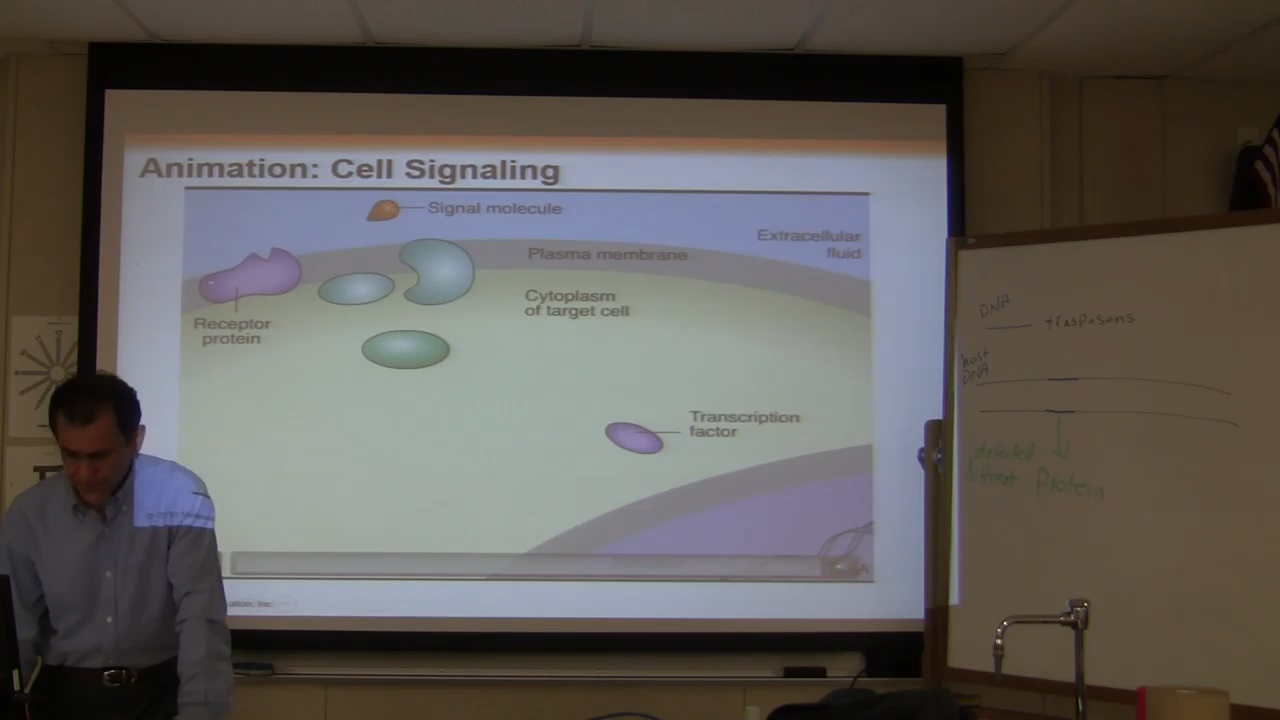 Animation: Cell Signaling
Signal molecule
Extracellular
fluid
Plasma membrane
Cytoplasm
of target cell
Receptor
protein
Transcription
factor
DNA
trasposons
host
DNA
different Protein